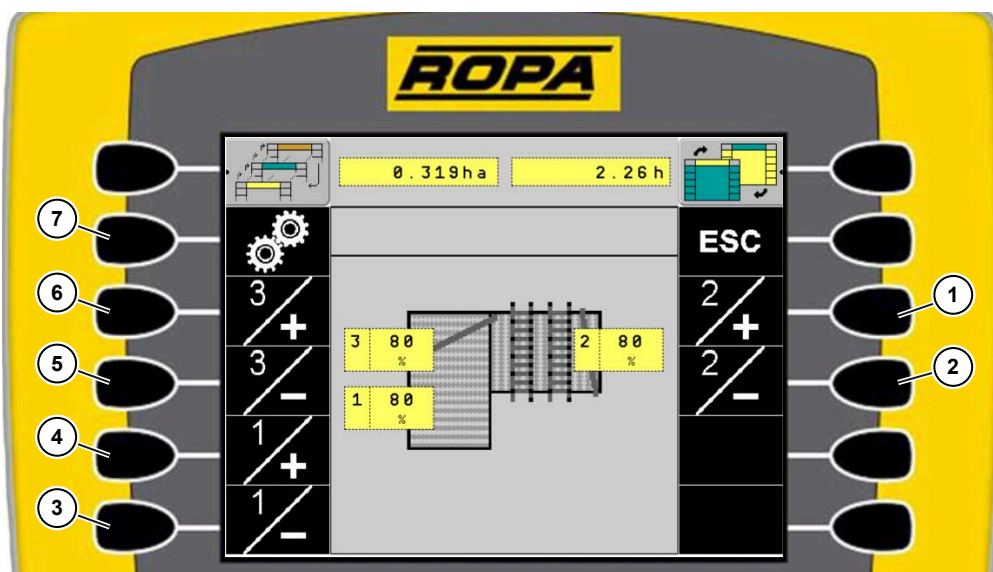 ROPA
0.319ha 2.26h
7
ESC
6
3/+
2/+
1
3 80 %
2 80 %
5
3/-
2/-
2
1 80 %
4
1/+
3
1/-